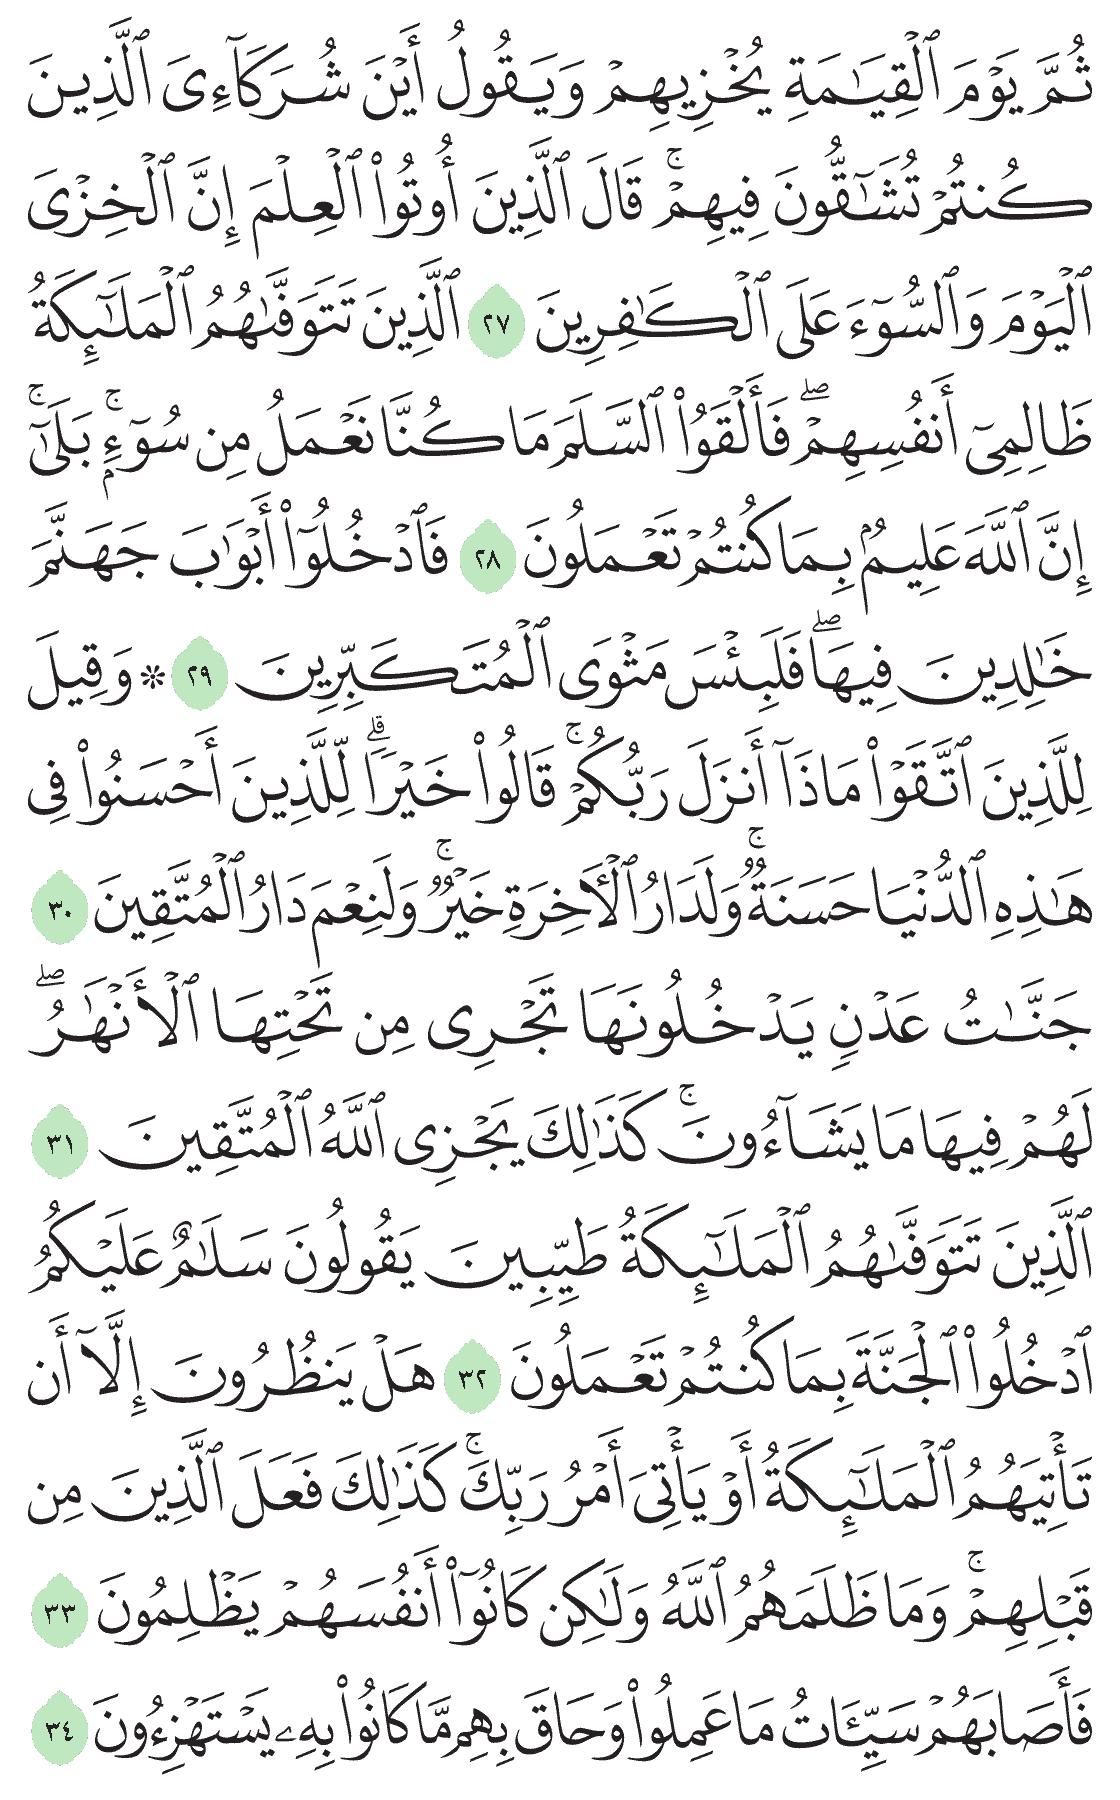 ثُمَّ يَوْمَ ٱلْقِيَـٰمَةِ يُخْزِيهِمْ وَيَقُولُ أَيْنَ شُرَكَآءِىَ ٱلَّذِينَ
كُنتُمْ تُشَـٰٓقُّونَ فِيهِمْ ۚ قَالَ ٱلَّذِينَ أُوتُوا۟ ٱلْعِلْمَ إِنَّ ٱلْخِزْىَ
ٱلْيَوْمَ وَٱلسُّوٓءَ عَلَى ٱلْكَـٰفِرِينَ ٢٧ ٱلَّذِينَ تَتَوَفَّىٰهُمُ ٱلْمَلَـٰٓئِكَةُ
ظَالِمِىٓ أَنفُسِهِمْ ۖ فَأَلْقَوُا۟ ٱلسَّلَمَ مَا كُنَّا نَعْمَلُ مِن سُوٓءٍۭ ۚ بَلَىٰٓ ۚ
إِنَّ ٱللَّهَ عَلِيمٌۢ بِمَا كُنتُمْ تَعْمَلُونَ ٢٨ فَٱدْخُلُوٓا۟ أَبْوَٰبَ جَهَنَّمَ
خَـٰلِدِينَ فِيهَا ۖ فَلَبِئْسَ مَثْوَى ٱلْمُتَكَبِّرِينَ ٢٩ ۞ وَقِيلَ
لِلَّذِينَ ٱتَّقَوْا۟ مَاذَآ أَنزَلَ رَبُّكُمْ ۚ قَالُوا۟ خَيْرًا ۗ لِّلَّذِينَ أَحْسَنُوا۟ فِى
هَـٰذِهِ ٱلدُّنْيَا حَسَنَةٌ ۚ وَلَدَارُ ٱلْـَٔاخِرَةِ خَيْرٌ ۚ وَلَنِعْمَ دَارُ ٱلْمُتَّقِينَ ٣٠
جَنَّـٰتُ عَدْنٍ يَدْخُلُونَهَا تَجْرِى مِن تَحْتِهَا ٱلْأَنْهَـٰرُ ۖ
لَهُمْ فِيهَا مَا يَشَآءُونَ ۚ كَذَٰلِكَ يَجْزِى ٱللَّهُ ٱلْمُتَّقِينَ ٣١
ٱلَّذِينَ تَتَوَفَّىٰهُمُ ٱلْمَلَـٰٓئِكَةُ طَيِّبِينَ يَقُولُونَ سَلَـٰمٌ عَلَيْكُمُ
ٱدْخُلُوا۟ ٱلْجَنَّةَ بِمَا كُنتُمْ تَعْمَلُونَ ٣٢ هَلْ يَنظُرُونَ إِلَّآ أَن
تَأْتِيَهُمُ ٱلْمَلَـٰٓئِكَةُ أَوْ يَأْتِىَ أَمْرُ رَبِّكَ ۚ كَذَٰلِكَ فَعَلَ ٱلَّذِينَ مِن
قَبْلِهِمْ ۚ وَمَا ظَلَمَهُمُ ٱللَّهُ وَلَـٰكِن كَانُوٓا۟ أَنفُسَهُمْ يَظْلِمُونَ ٣٣
فَأَصَابَهُمْ سَيِّـَٔاتُ مَا عَمِلُوا۟ وَحَاقَ بِهِم مَّا كَانُوا۟ بِهِۦ يَسْتَهْزِءُونَ ٣٤